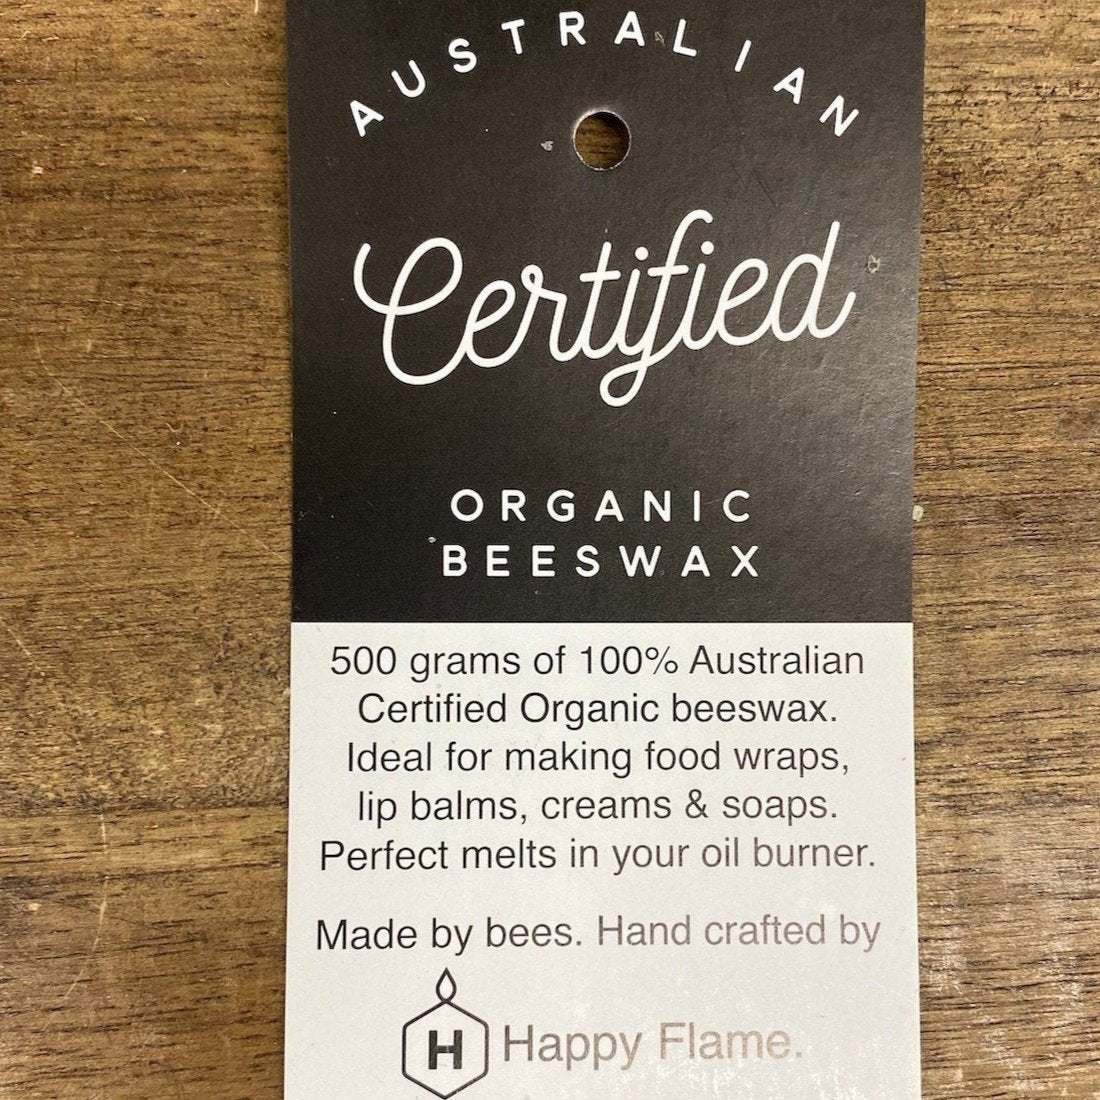 AUSTRALIAN
Certified
ORGANIC
BEESWAX
500 grams of 100% Australian
Certified Organic beeswax.
Ideal for making food wraps,
lip balms, creams & soaps.
Perfect melts in your oil burner.
Made by bees. Hand crafted by
H Happy Flame.